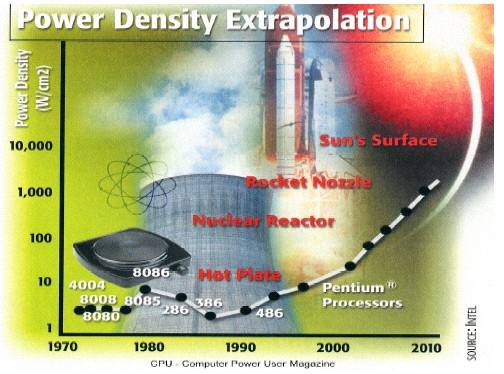 Power Density Extrapolation
Power Density
(W/cm2)
10,000
1,000
100
10
1
Sun's Surface
Rocket Nozzle
Nuclear Reactor
Hot Plate
8086
4004
8008
8080
8085
286
386
486
Pentium®
Processors
1970 1980 1990 2000 2010
CPU - Computer Power User Magazine
SOURCE: INTEL